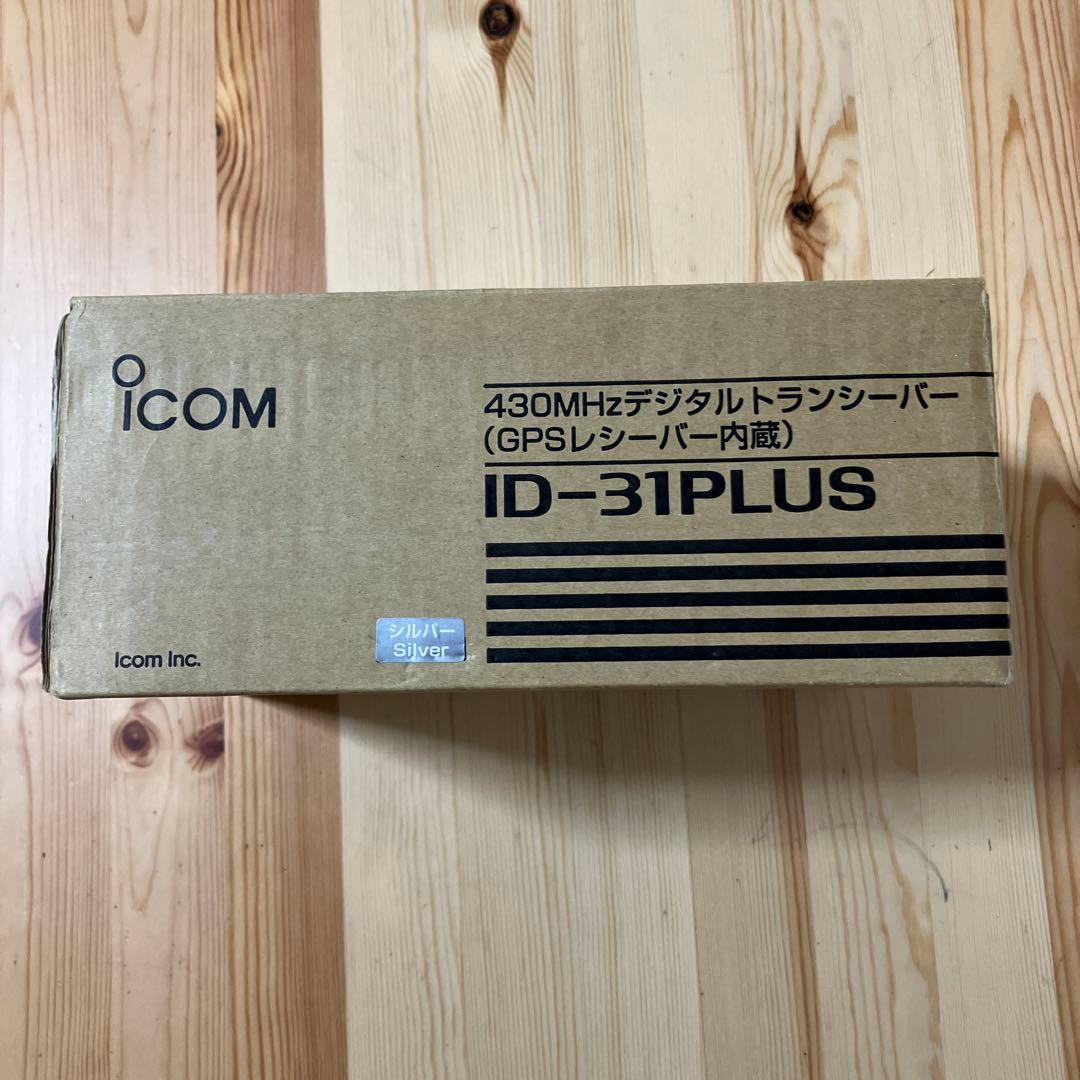 ICOM
430MHzデジタルトランシーバー
(GPSレシーバー内蔵)
ID-31PLUS
シルバー
Silver
Icom Inc.